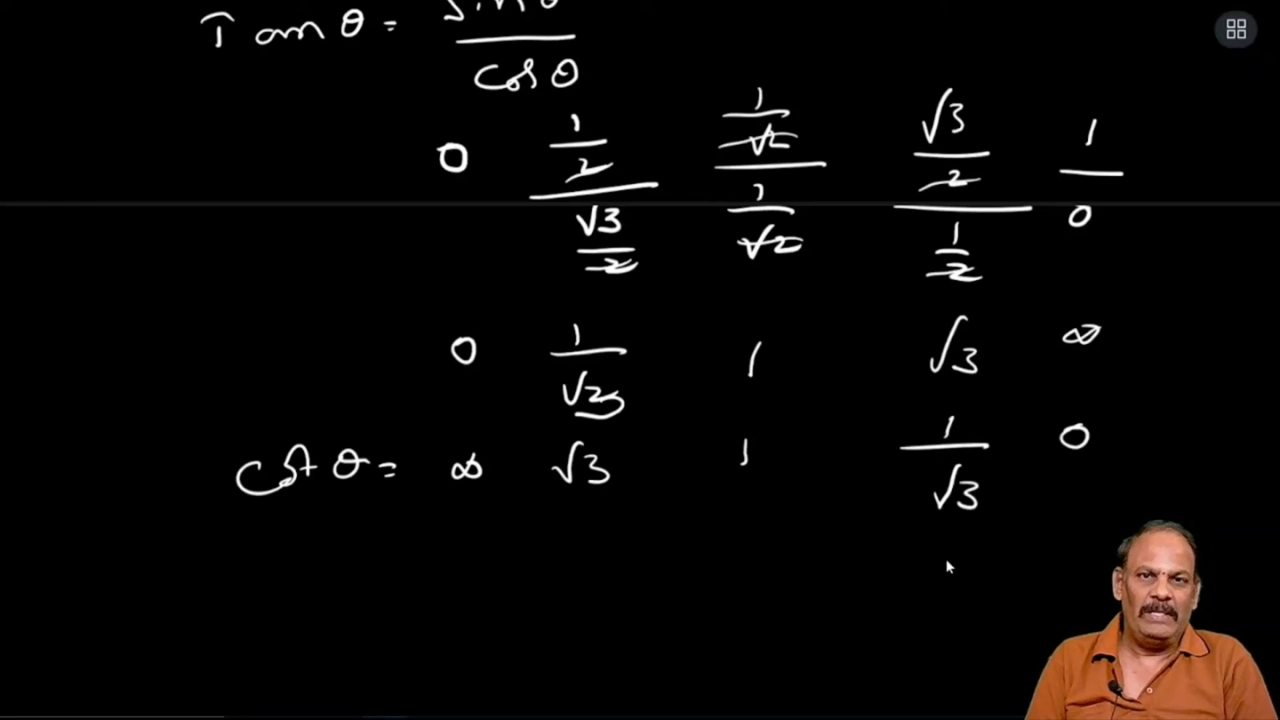 Tan θ = sin θ / cos θ
0 (1/2)/(√3/2) (1/√2)/(1/√2) (√3/2)/(1/2) 1/0
0 1/√3 1 √3 ∞
cot θ = ∞ √3 1 1/√3 0